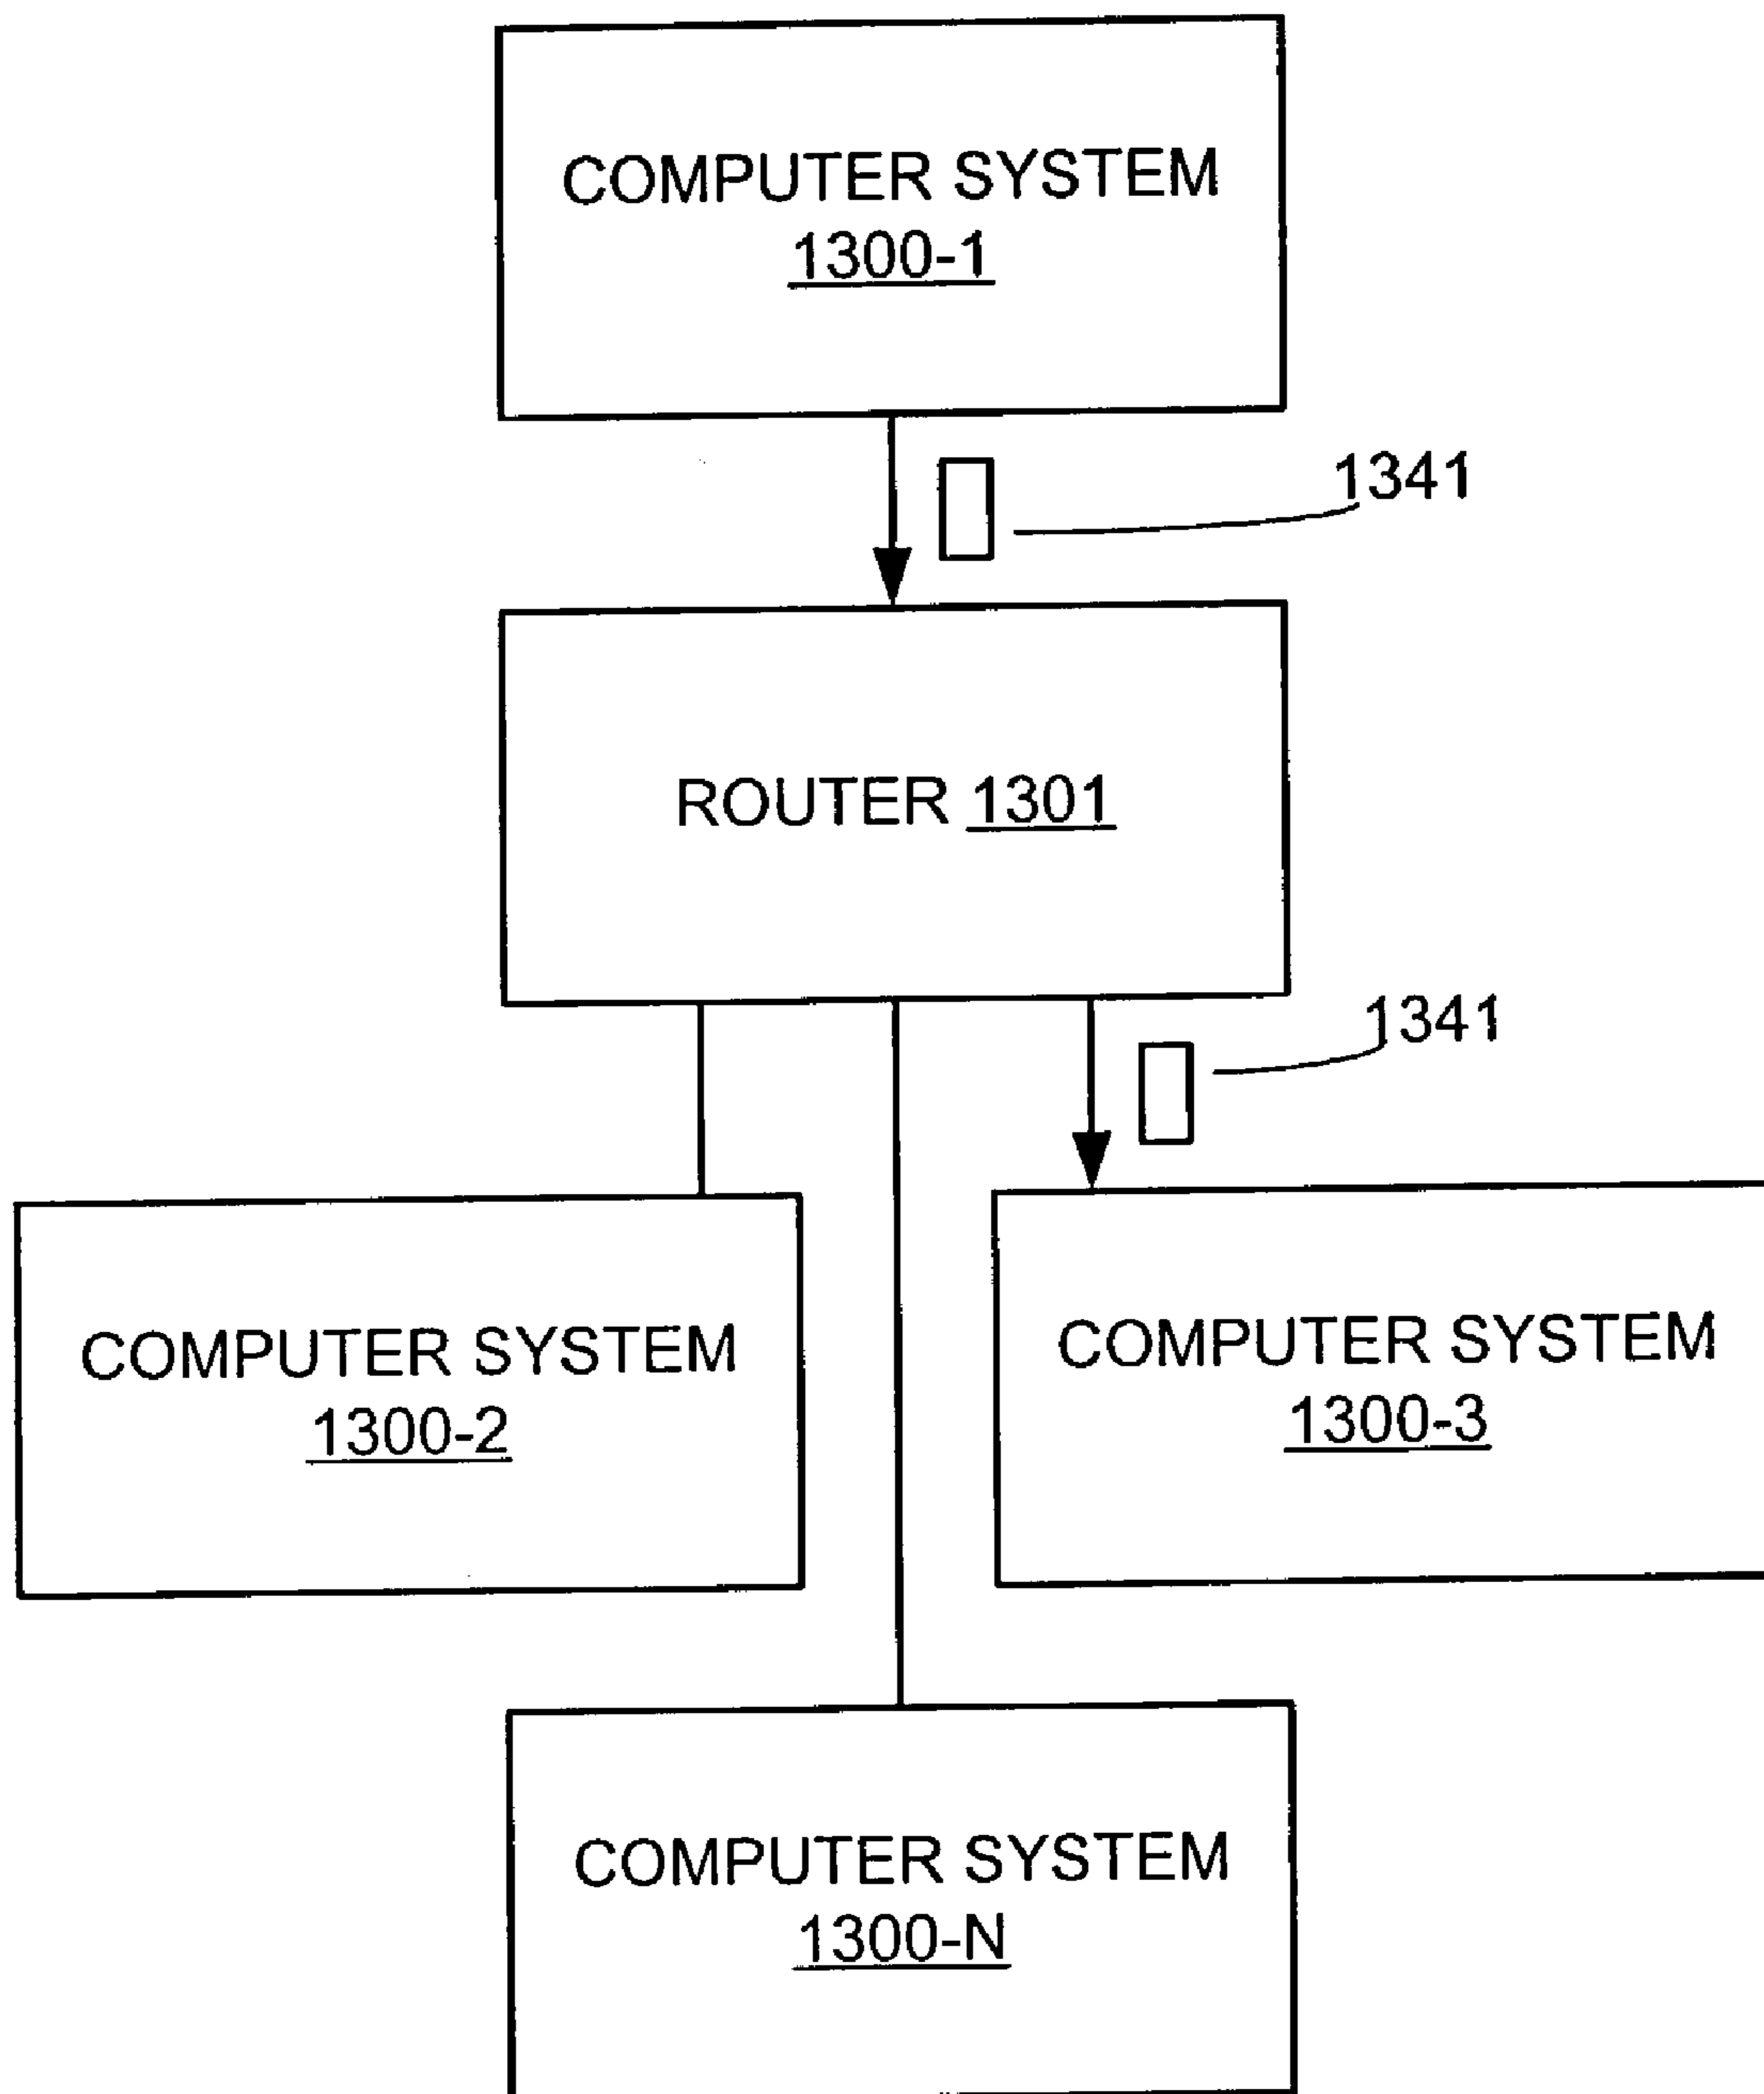 COMPUTER SYSTEM
1300-1
1341
ROUTER 1301
1341
COMPUTER SYSTEM
1300-2
COMPUTER SYSTEM
1300-3
COMPUTER SYSTEM
1300-N